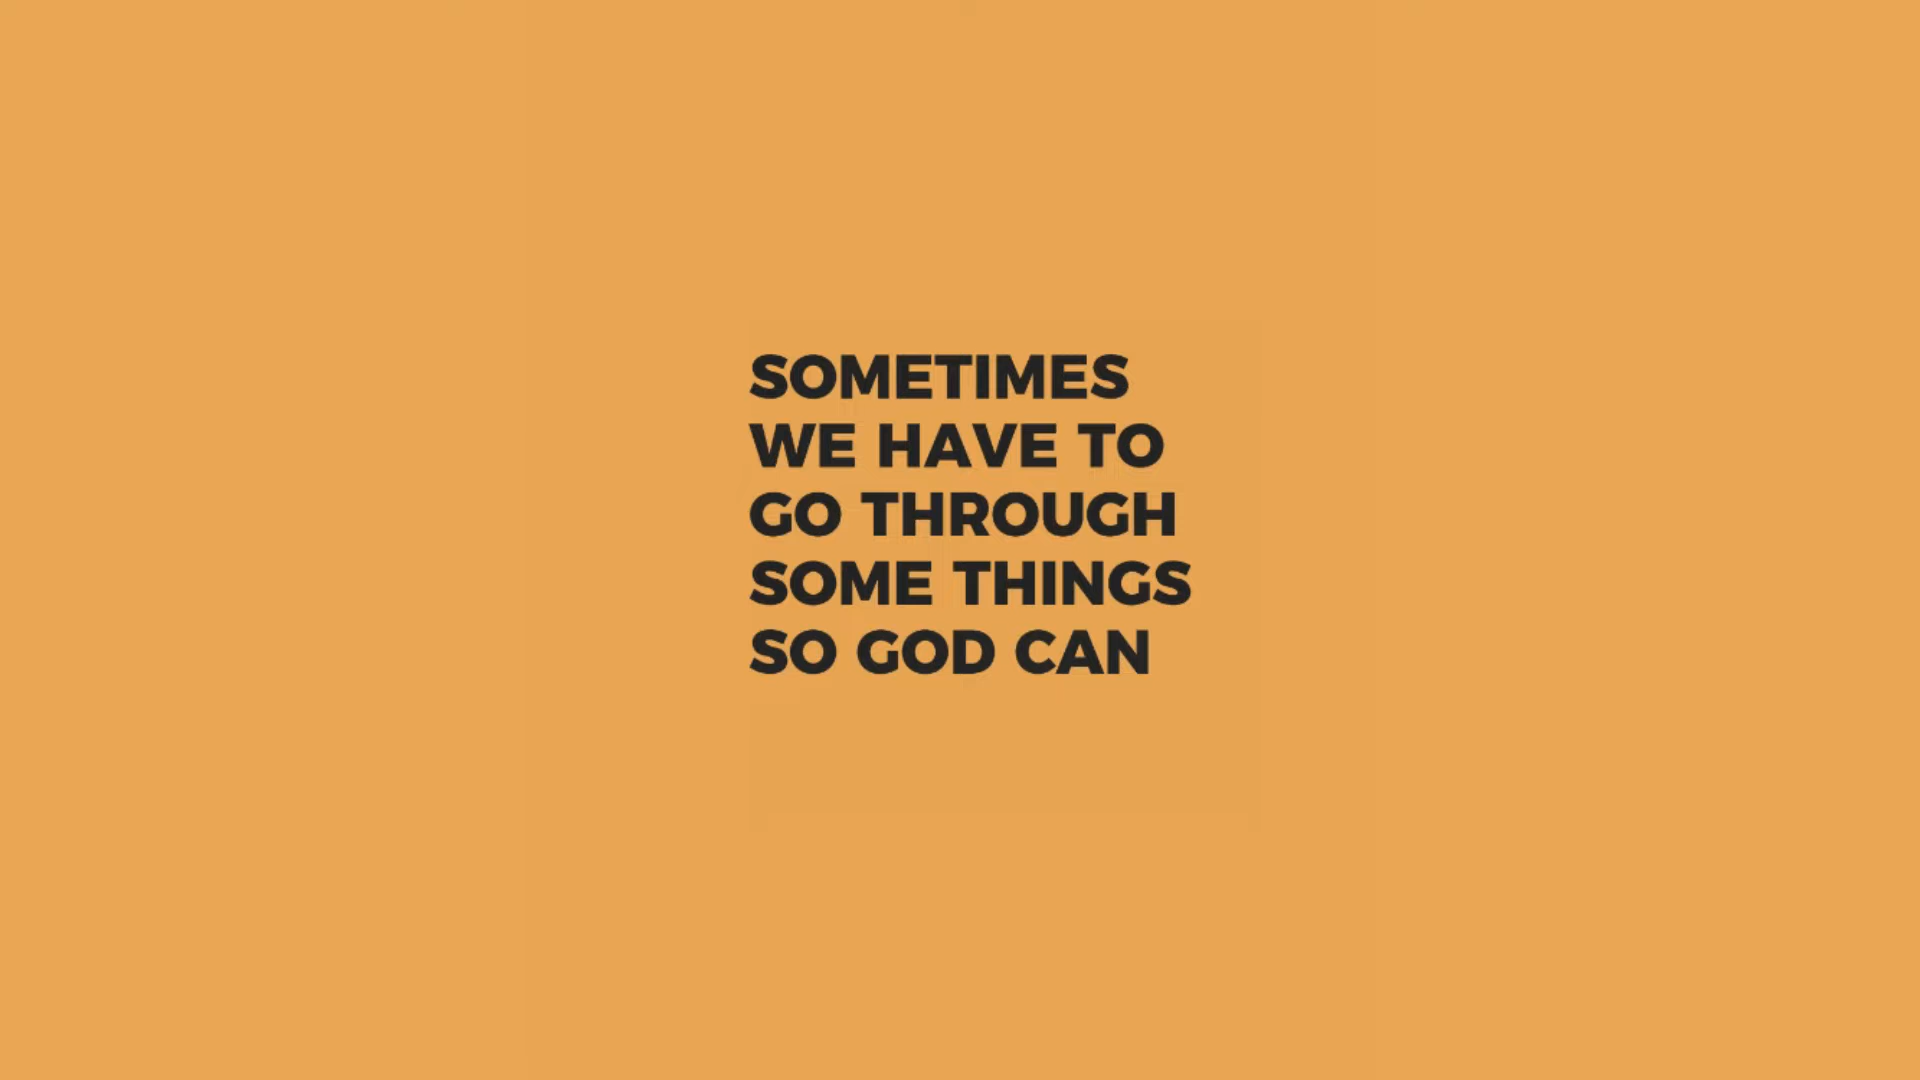 SOMETIMES
WE HAVE TO
GO THROUGH
SOME THINGS
SO GOD CAN